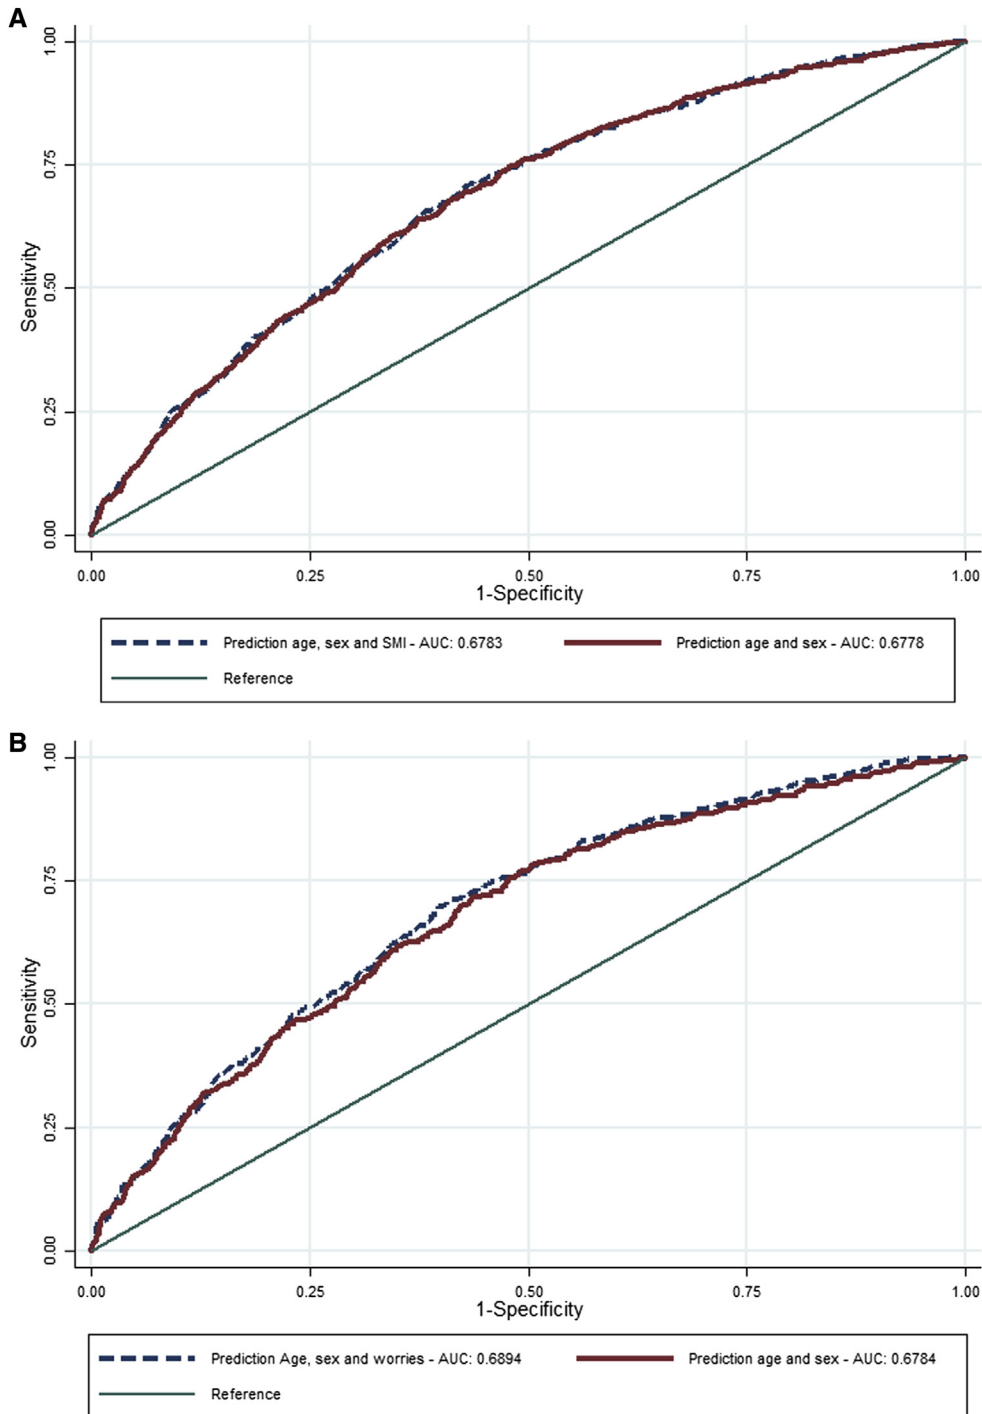 A
1.00
0.75
0.50
0.25
0.00
Sensitivity
0.00 0.25 0.50 0.75 1.00
1-Specificity
Prediction age, sex and SMI - AUC: 0.6783 Prediction age and sex - AUC: 0.6778
Reference
B
1.00
0.75
0.50
0.25
0.00
Sensitivity
0.00 0.25 0.50 0.75 1.00
1-Specificity
Prediction Age, sex and worries - AUC: 0.6894 Prediction age and sex - AUC: 0.6784
Reference